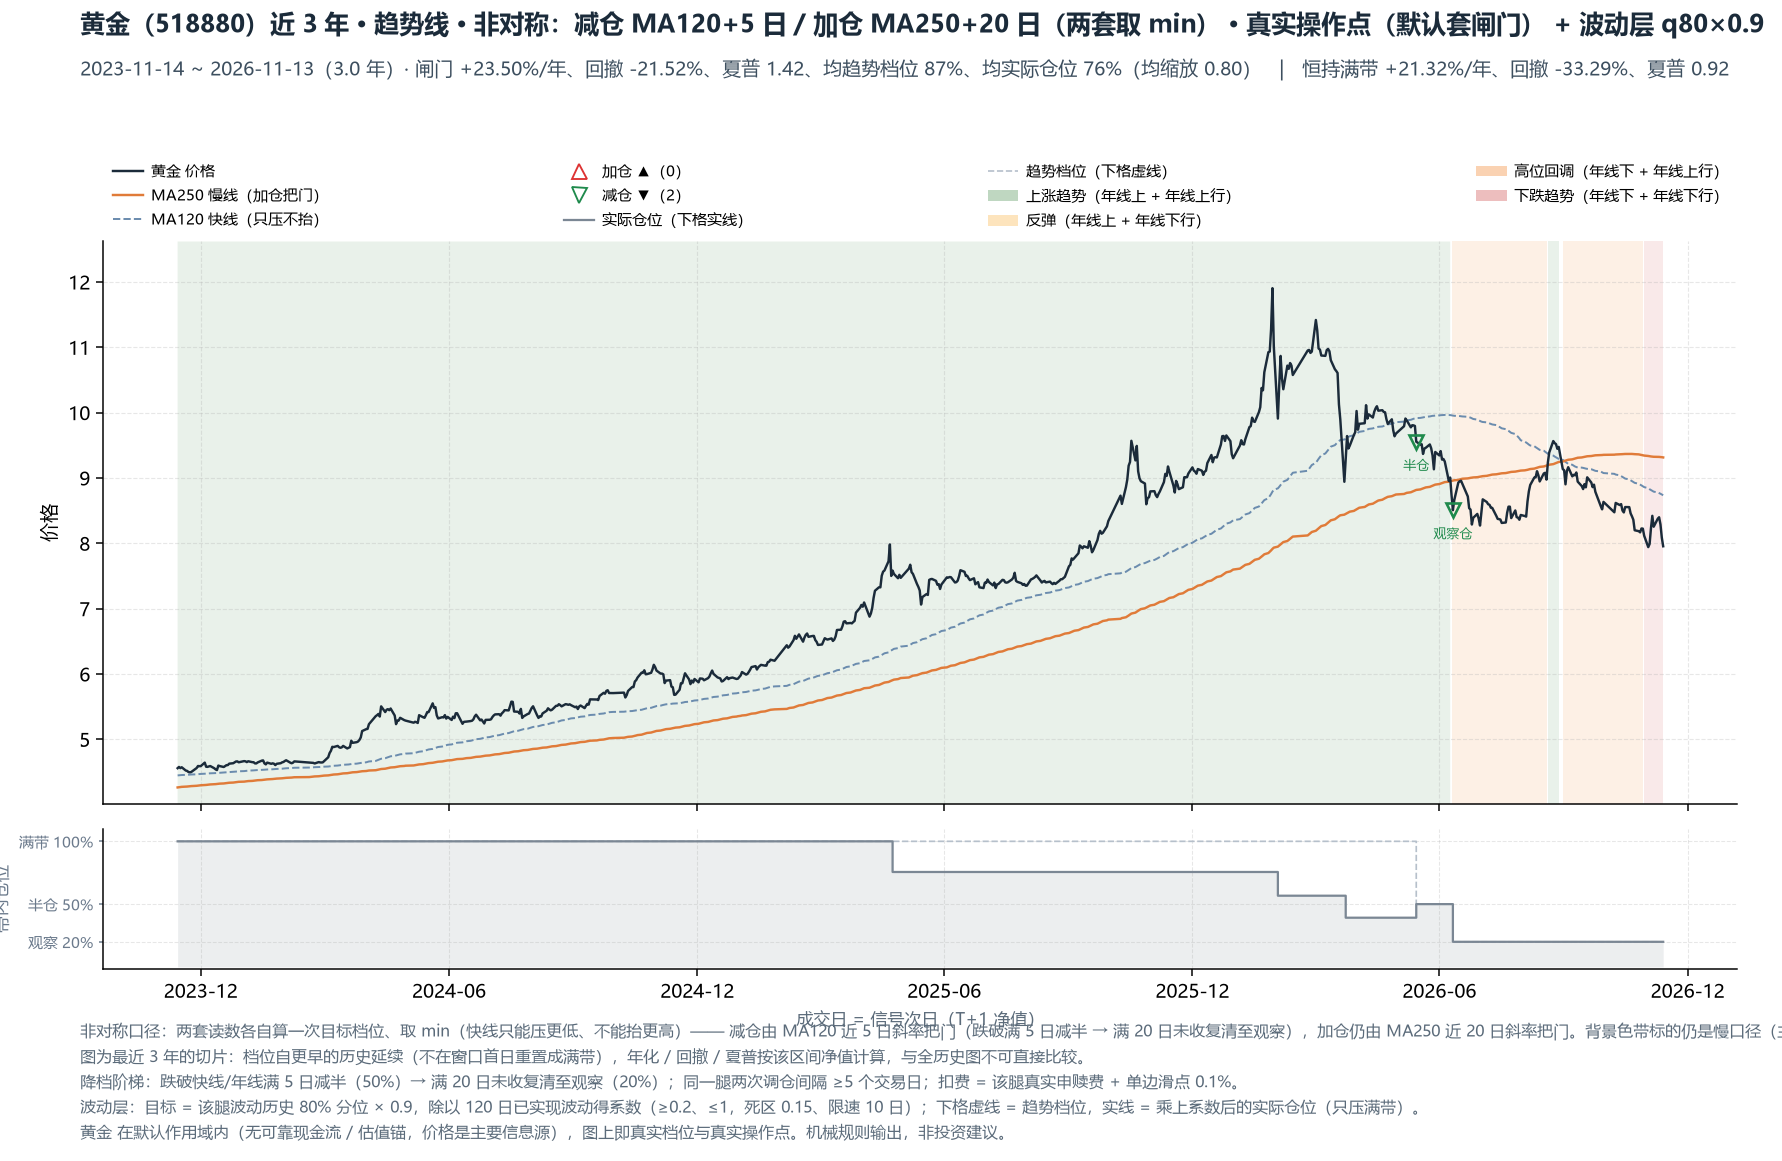 黄金（518880）近 3 年 • 趋势线 • 非对称：减仓 MA120+5 日 / 加仓 MA250+20 日（两套取 min） • 真实操作点（默认套闸门） + 波动层 q80×0.9
2023-11-14 ~ 2026-11-13（3.0 年）· 闸门 +23.50%/年、回撤 -21.52%、夏普 1.42、均趋势档位 87%、均实际仓位 76%（均缩放 0.80） | 恒持满带 +21.32%/年、回撤 -33.29%、夏普 0.92
黄金 价格
MA250 慢线（加仓把门）
MA120 快线（只压不抬）
加仓 ▲（0）
减仓 ▼（2）
实际仓位（下格实线）
趋势档位（下格虚线）
上涨趋势（年线上 + 年线上行）
反弹（年线上 + 年线下行）
高位回调（年线下 + 年线上行）
下跌趋势（年线下 + 年线下行）
价格
12
11
10
9
8
7
6
5
半仓
观察仓
带内仓位
满带 100%
半仓 50%
观察 20%
2023-12
2024-06
2024-12
2025-06
2025-12
2026-06
2026-12
成交日 = 信号次日（T+1 净值）
非对称口径：两套读数各自算一次目标档位、取 min（快线只能压更低、不能抬更高）—— 减仓由 MA120 近 5 日斜率把门（跌破满 5 日减半 → 满 20 日未收复清至观察），加仓仍由 MA250 近 20 日斜率把门。背景色带标的仍是慢口径（
图为最近 3 年的切片：档位自更早的历史延续（不在窗口首日重置成满带），年化 / 回撤 / 夏普按该区间净值计算，与全历史图不可直接比较。
降档阶梯：跌破快线/年线满 5 日减半（50%）→ 满 20 日未收复清至观察（20%）；同一腿两次调仓间隔 ≥5 个交易日；扣费 = 该腿真实申赎费 + 单边滑点 0.1%。
波动层：目标 = 该腿波动历史 80% 分位 × 0.9，除以 120 日已实现波动得系数（≥0.2、≤1，死区 0.15、限速 10 日）；下格虚线 = 趋势档位，实线 = 乘上系数后的实际仓位（只压满带）。
黄金 在默认作用域内（无可靠现金流 / 估值锚，价格是主要信息源），图上即真实档位与真实操作点。机械规则输出，非投资建议。